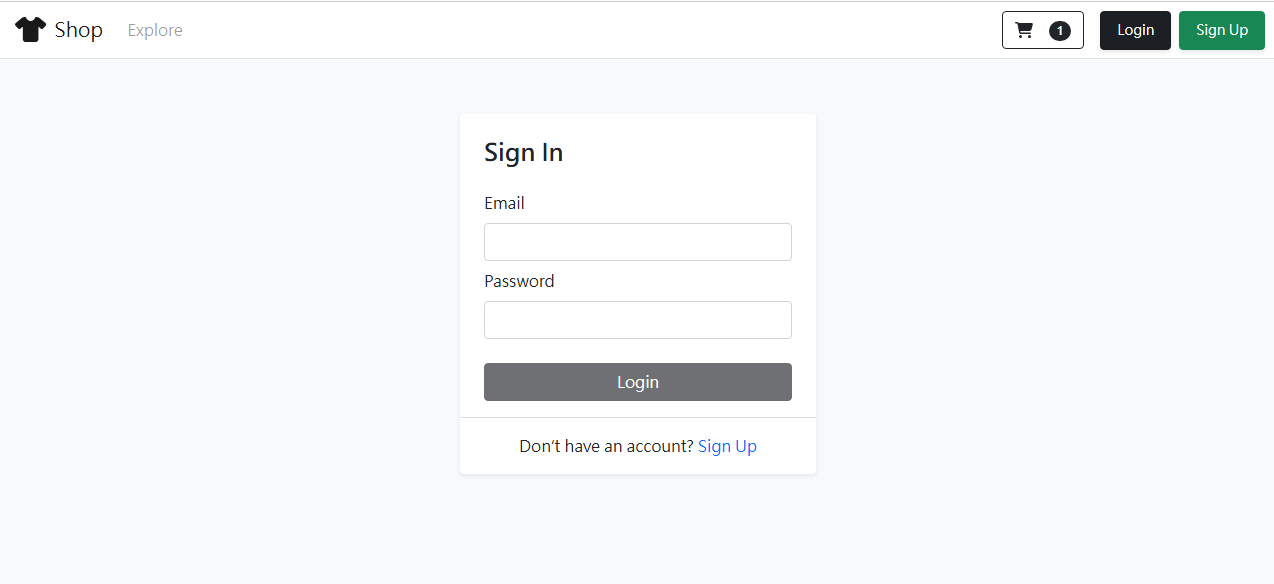 Shop Explore 1 Login Sign Up
Sign In
Email
Password
Login
Don't have an account? Sign Up